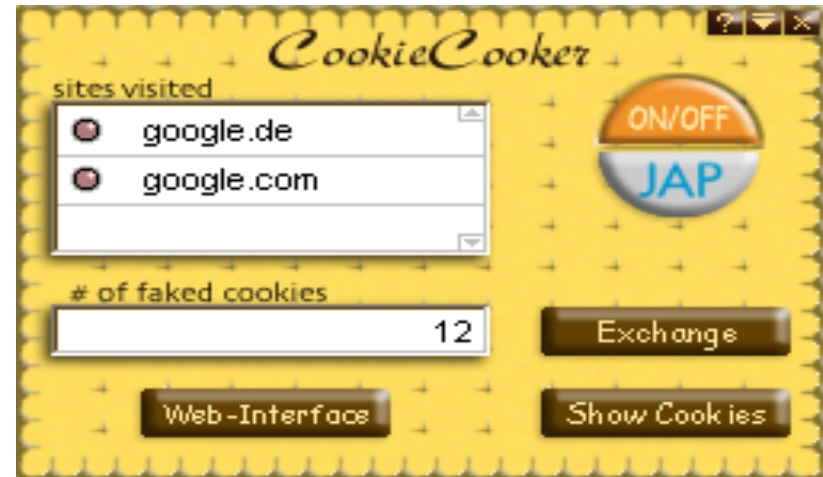 ?
CookieCooker
sites visited
google.de
google.com
ON/OFF
JAP
# of faked cookies
12
Exchange
Web-Interface
Show Cookies